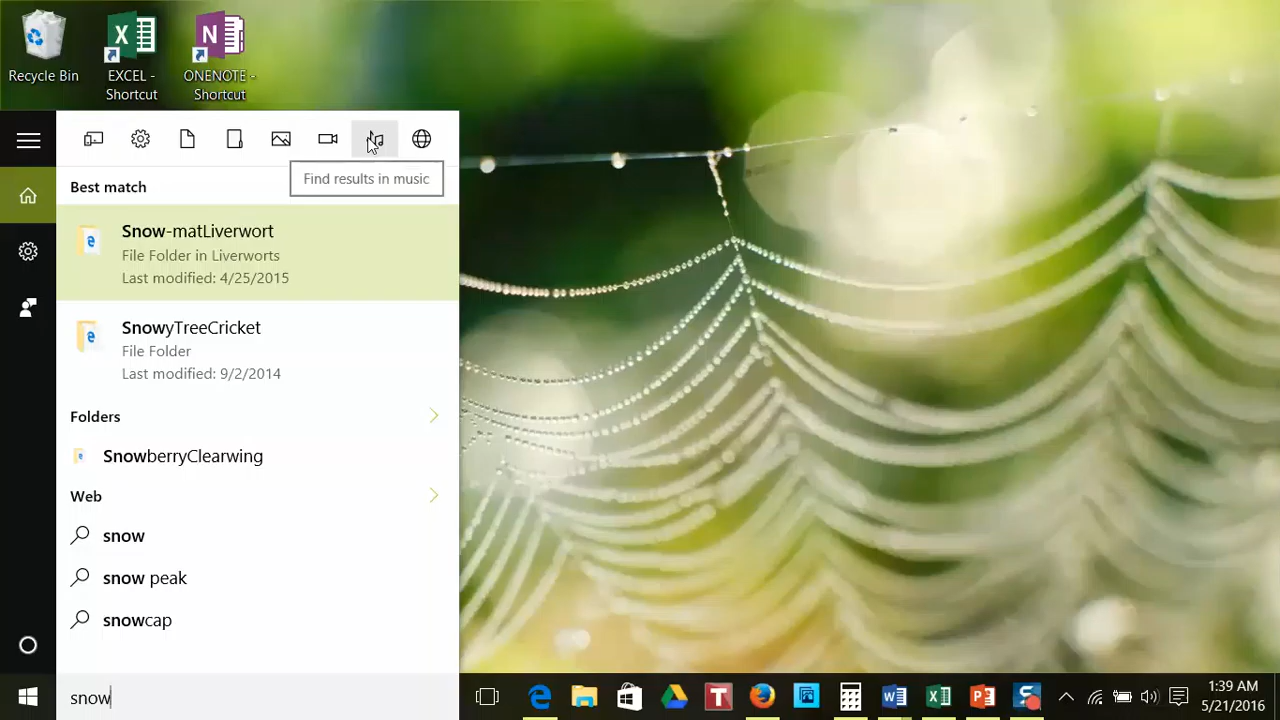 Recycle Bin
EXCEL -
Shortcut
ONENOTE -
Shortcut
Find results in music
Best match
Snow-matLiverwort
File Folder in Liverworts
Last modified: 4/25/2015
SnowyTreeCricket
File Folder
Last modified: 9/2/2014
Folders
SnowberryClearwing
Web
snow
snow peak
snowcap
snow
1:39 AM
5/21/2016